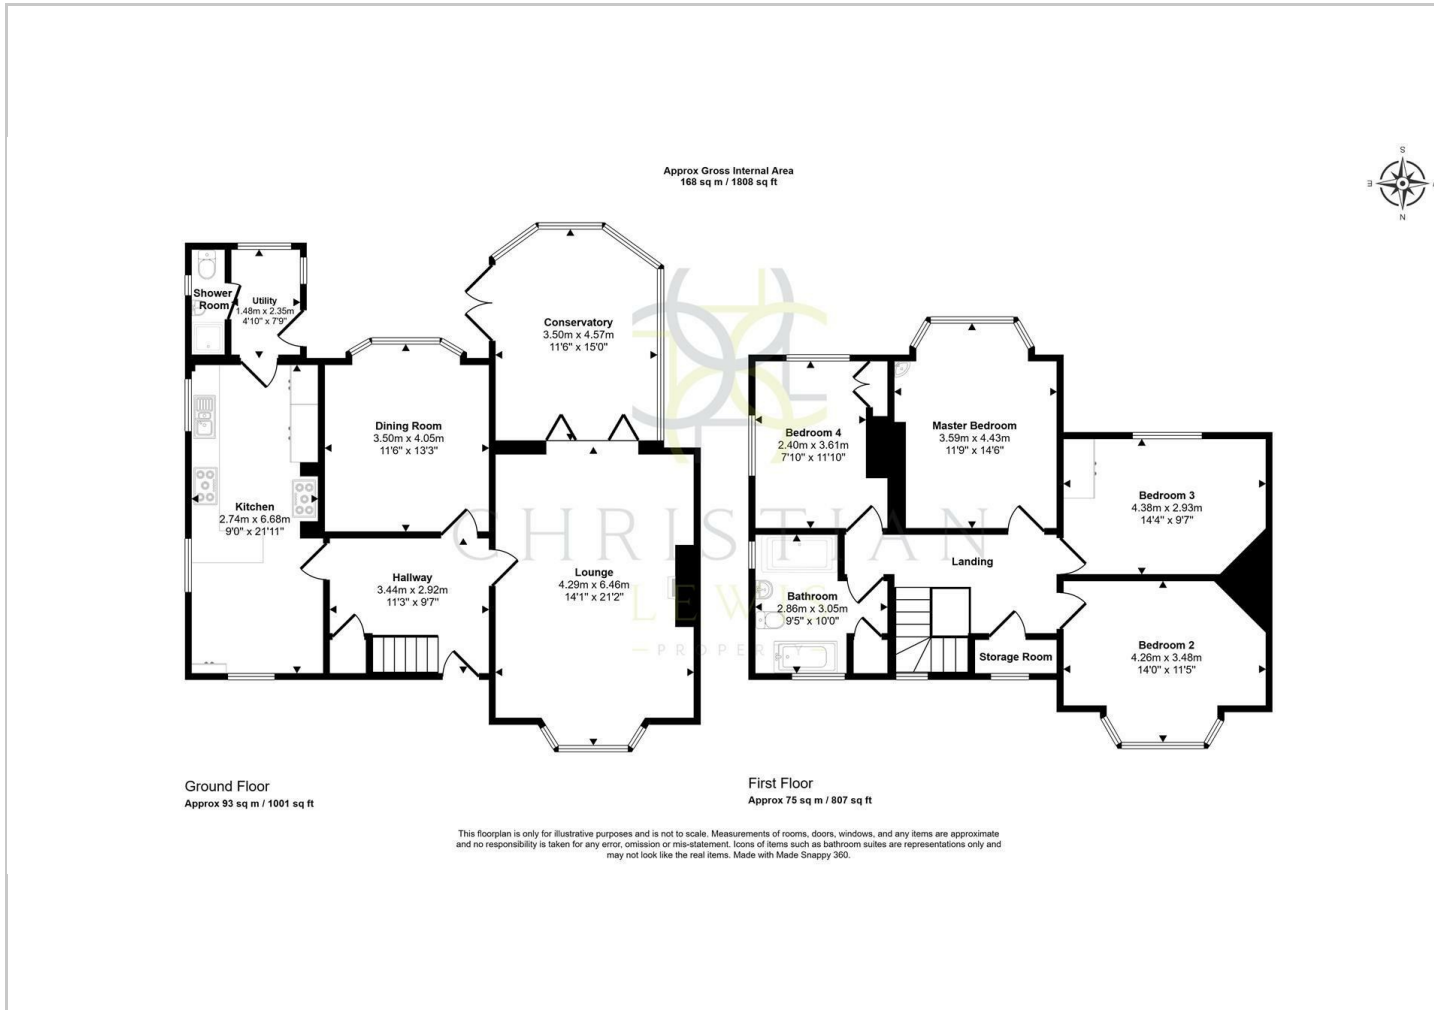 Approx Gross Internal Area
168 sq m / 1808 sq ft
S
E
N
Shower
Room
Utility
1.48m x 2.35m
4'10" x 7'9"
Conservatory
3.50m x 4.57m
11'6" x 15'0"
Dining Room
3.50m x 4.05m
11'6" x 13'3"
Kitchen
2.74m x 6.68m
9'0" x 21'11"
Hallway
3.44m x 2.92m
11'3" x 9'7"
Lounge
4.29m x 6.46m
14'1" x 21'2"
Bedroom 4
2.40m x 3.61m
7'10" x 11'10"
Master Bedroom
3.59m x 4.43m
11'9" x 14'6"
Bedroom 3
4.38m x 2.93m
14'4" x 9'7"
Landing
Bathroom
2.86m x 3.05m
9'5" x 10'0"
Storage Room
Bedroom 2
4.26m x 3.48m
14'0" x 11'5"
CHRISTIAN
LEWIS
PROPERTY
Ground Floor
Approx 93 sq m / 1001 sq ft
First Floor
Approx 75 sq m / 807 sq ft
This floorplan is only for illustrative purposes and is not to scale. Measurements of rooms, doors, windows, and any items are approximate
and no responsibility is taken for any error, omission or mis-statement. Icons of items such as bathroom suites are representations only and
may not look like the real items. Made with Made Snappy 360.